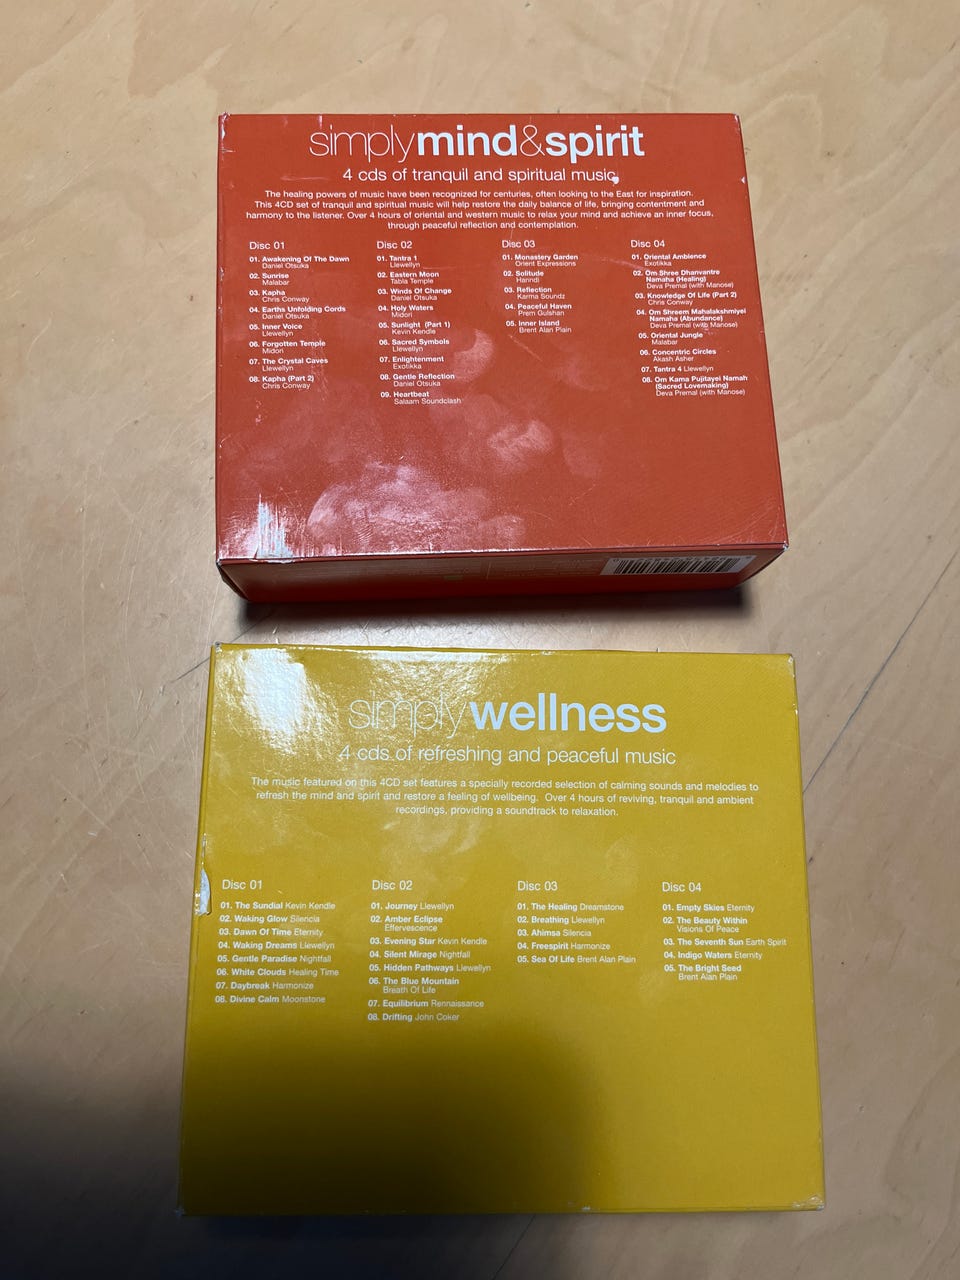 simplymind&spirit
4 cds of tranquil and spiritual music
The healing powers of music have been recognized for centuries, often looking to the East for inspiration.
This 4CD set of tranquil and spiritual music will help restore the daily balance of life, bringing contentment and
harmony to the listener. Over 4 hours of oriental and western music to relax your mind and achieve an inner focus,
through peaceful reflection and contemplation.
Disc 01
01. Awakening Of The Dawn
Daniel Otsuka
02. Sunrise
Malabar
03. Kapha
Chris Conway
04. Earths Unfolding Cords
Daniel Otsuka
05. Inner Voice
Llewellyn
06. Forgotten Temple
Midori
07. The Crystal Caves
Llewellyn
08. Kapha (Part 2)
Chris Conway
Disc 02
01. Tantra 1
Llewellyn
02. Eastern Moon
Tabla Temple
03. Winds Of Change
Daniel Otsuka
04. Holy Waters
Midori
05. Sunlight (Part 1)
Kevin Kendle
06. Sacred Symbols
Llewellyn
07. Enlightenment
Exotikka
08. Gentle Reflection
Daniel Otsuka
09. Heartbeat
Salaam Soundclash
Disc 03
01. Monastery Garden
Orient Expressions
02. Solitude
Harindi
03. Reflection
Karma Soundz
04. Peaceful Haven
Prem Gulshan
05. Inner Island
Brent Alan Plain
Disc 04
01. Oriental Ambience
Exotikka
02. Om Shree Dhanvantre
Namaha (Healing)
Deva Premal (with Manose)
03. Knowledge Of Life (Part 2)
Chris Conway
04. Om Shreem Mahalakshmiyei
Namaha (Abundance)
Deva Premal (with Manose)
05. Oriental Jungle
Malabar
06. Concentric Circles
Akash Asher
07. Tantra 4 Llewellyn
08. Om Kama Pujitayei Namah
(Sacred Lovemaking)
Deva Premal (with Manose)
simplywellness
4 cds of refreshing and peaceful music
The music featured on this 4CD set features a specially recorded selection of calming sounds and melodies to
refresh the mind and spirit and restore a feeling of wellbeing. Over 4 hours of reviving, tranquil and ambient
recordings, providing a soundtrack to relaxation.
Disc 01
01. The Sundial Kevin Kendle
02. Waking Glow Silencia
03. Dawn Of Time Eternity
04. Waking Dreams Llewellyn
05. Gentle Paradise Nightfall
06. White Clouds Healing Time
07. Daybreak Harmonize
08. Divine Calm Moonstone
Disc 02
01. Journey Llewellyn
02. Amber Eclipse
Effervescence
03. Evening Star Kevin Kendle
04. Silent Mirage Nightfall
05. Hidden Pathways Llewellyn
06. The Blue Mountain
Breath Of Life
07. Equilibrium Rennaissance
08. Drifting John Coker
Disc 03
01. The Healing Dreamstone
02. Breathing Llewellyn
03. Ahimsa Silencia
04. Freespirit Harmonize
05. Sea Of Life Brent Alan Plain
Disc 04
01. Empty Skies Eternity
02. The Beauty Within
Visions Of Peace
03. The Seventh Sun Earth Spirit
04. Indigo Waters Eternity
05. The Bright Seed
Brent Alan Plain